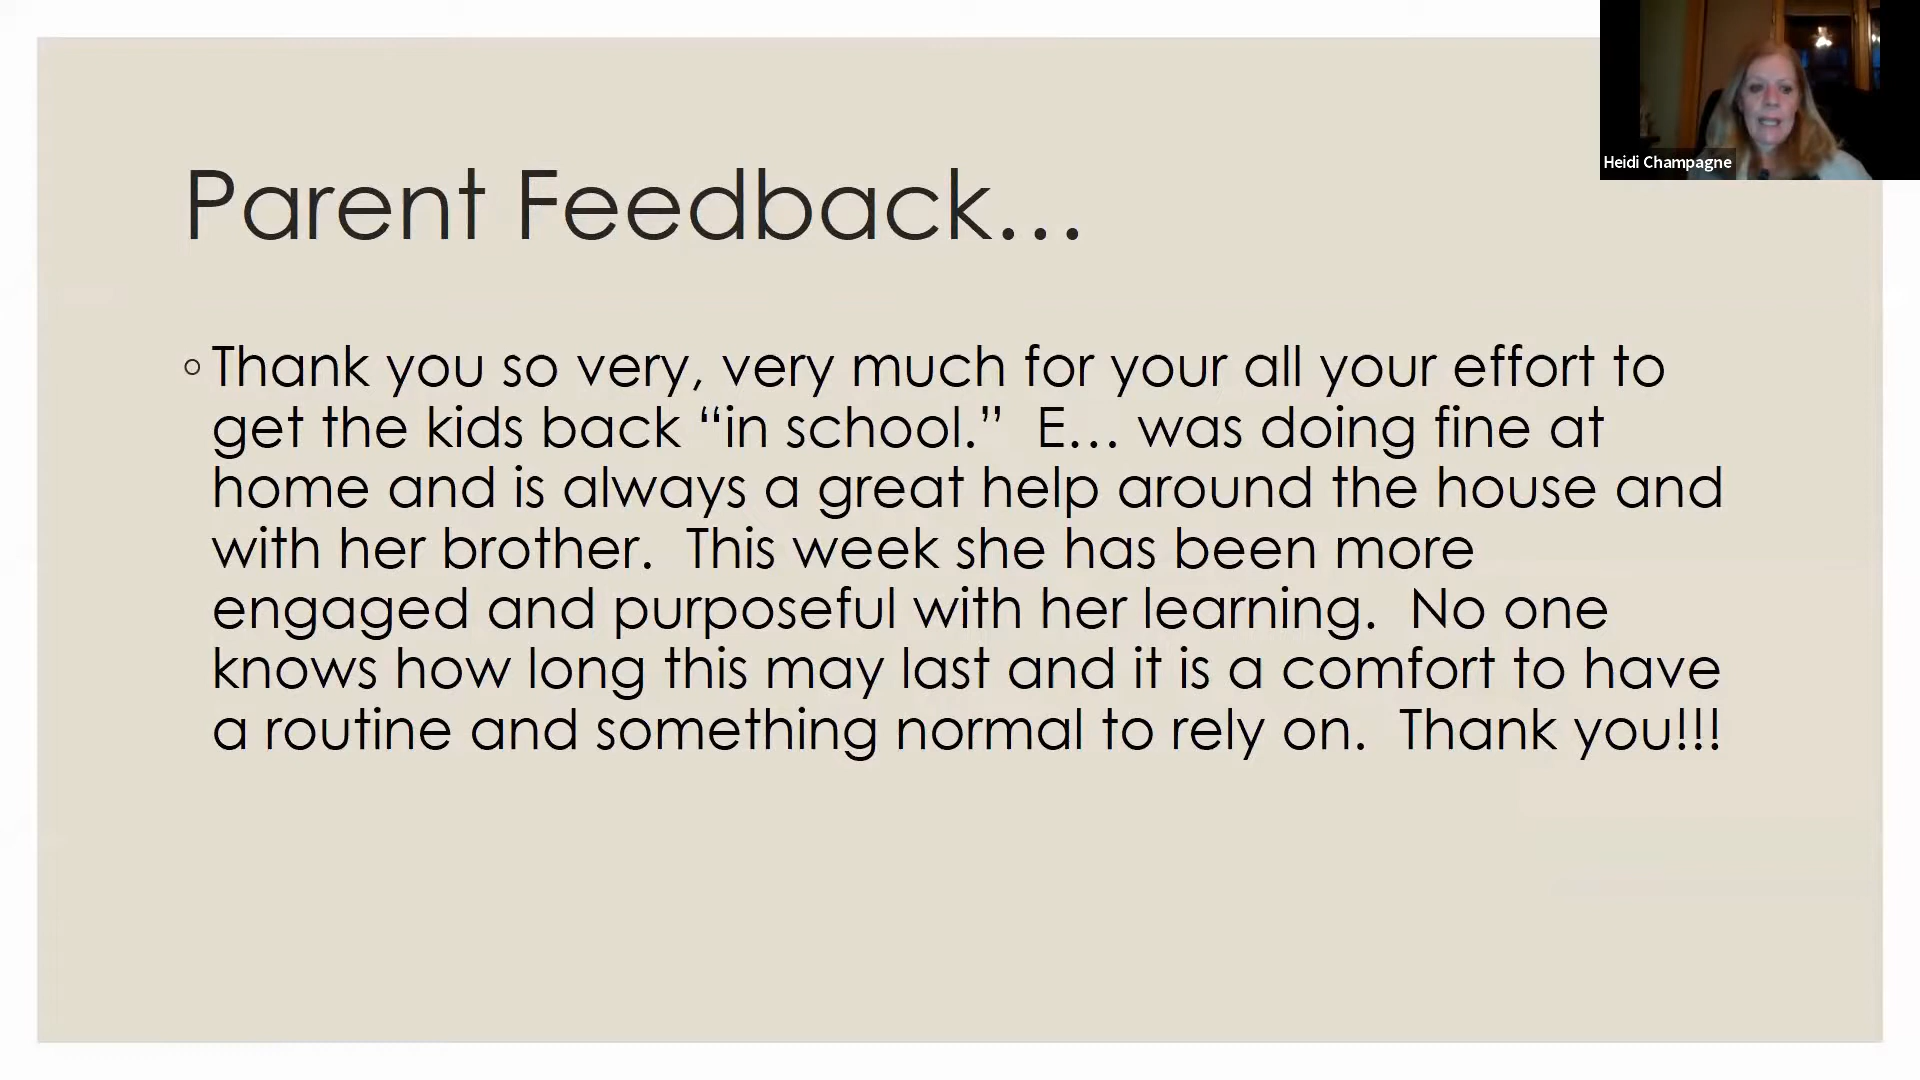 Heidi Champagne
Parent Feedback…
Thank you so very, very much for your all your effort to
get the kids back “in school.”  E… was doing fine at
home and is always a great help around the house and
with her brother.  This week she has been more
engaged and purposeful with her learning.  No one
knows how long this may last and it is a comfort to have
a routine and something normal to rely on.  Thank you!!!